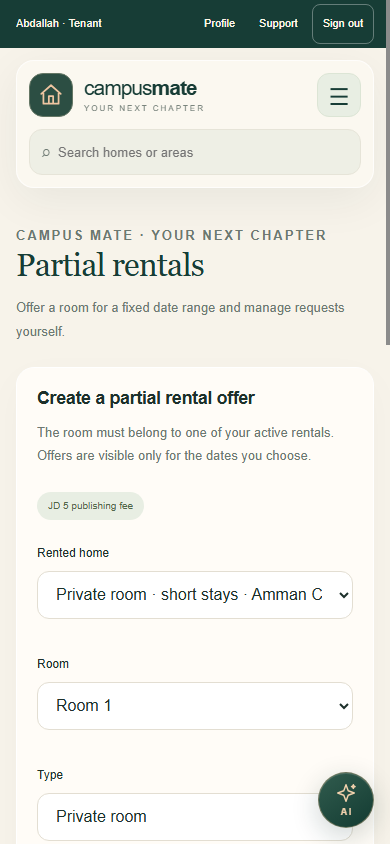 Abdallah · Tenant Profile Support Sign out
campusmate
YOUR NEXT CHAPTER
Search homes or areas
CAMPUS MATE · YOUR NEXT CHAPTER
Partial rentals
Offer a room for a fixed date range and manage requests
yourself.
Create a partial rental offer
The room must belong to one of your active rentals.
Offers are visible only for the dates you choose.
JD 5 publishing fee
Rented home
Private room · short stays · Amman C
Room
Room 1
Type
Private room
AI